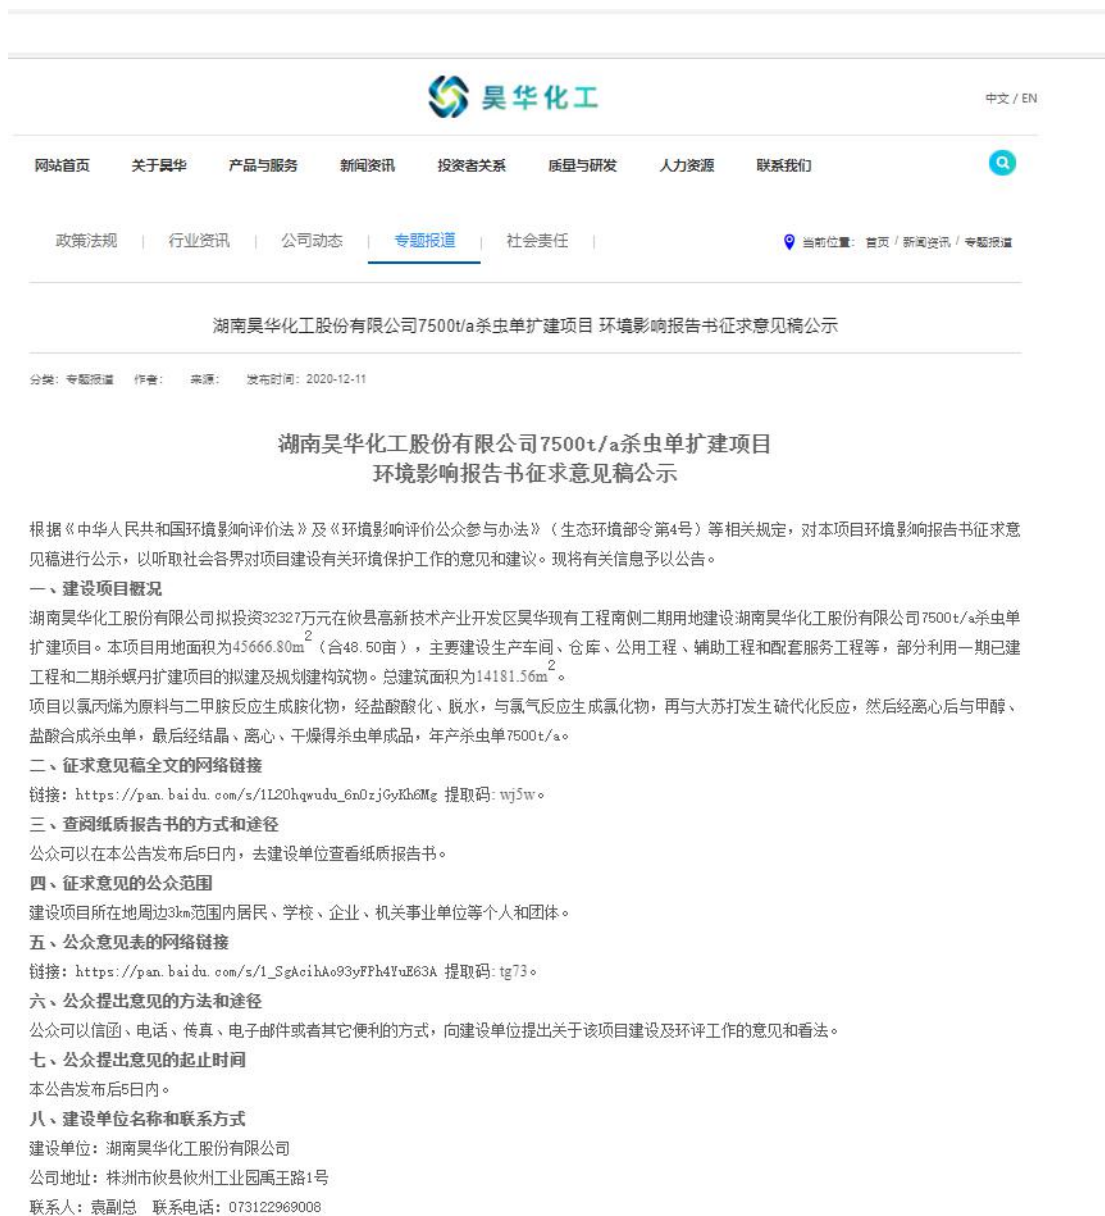 昊华化工
中文 / EN
网站首页 关于昊华 产品与服务 新闻资讯 投资者关系 质量与研发 人力资源 联系我们
政策法规 | 行业资讯 | 公司动态 | 专题报道 | 社会责任 |
当前位置： 首页 / 新闻资讯 / 专题报道
湖南昊华化工股份有限公司7500t/a杀虫单扩建项目 环境影响报告书征求意见稿公示
分类：专题报道 作者： 来源： 发布时间：2020-12-11
湖南昊华化工股份有限公司7500t/a杀虫单扩建项目
环境影响报告书征求意见稿公示
根据《中华人民共和国环境影响评价法》及《环境影响评价公众参与办法》（生态环境部令第4号）等相关规定，对本项目环境影响报告书征求意
见稿进行公示，以听取社会各界对项目建设有关环境保护工作的意见和建议。现将有关信息予以公告。
一、建设项目概况
湖南昊华化工股份有限公司拟投资32327万元在攸县高新技术产业开发区昊华现有工程南侧二期用地建设湖南昊华化工股份有限公司7500t/a杀虫单
扩建项目。本项目用地面积为45666.80m²（合48.50亩），主要建设生产车间、仓库、公用工程、辅助工程和配套服务工程等，部分利用一期已建
工程和二期杀螟丹扩建项目的拟建及规划建构筑物。总建筑面积为14181.56m²。
项目以氯丙烯为原料与二甲胺反应生成胺化物，经盐酸酸化、脱水，与氯气反应生成氯化物，再与大苏打发生硫代化反应，然后经离心后与甲醇、
盐酸合成杀虫单，最后经结晶、离心、干燥得杀虫单成品，年产杀虫单7500t/a。
二、征求意见稿全文的网络链接
链接：https://pan.baidu.com/s/1L2Ohqwudu_6nOzjGyKh6Mg 提取码: wj5w。
三、查阅纸质报告书的方式和途径
公众可以在本公告发布后5日内，去建设单位查看纸质报告书。
四、征求意见的公众范围
建设项目所在地周边3km范围内居民、学校、企业、机关事业单位等个人和团体。
五、公众意见表的网络链接
链接：https://pan.baidu.com/s/1_SgAcihAo93yFPh4YuE63A 提取码: tg73。
六、公众提出意见的方法和途径
公众可以信函、电话、传真、电子邮件或者其它便利的方式，向建设单位提出关于该项目建设及环评工作的意见和看法。
七、公众提出意见的起止时间
本公告发布后5日内。
八、建设单位名称和联系方式
建设单位：湖南昊华化工股份有限公司
公司地址：株洲市攸县攸州工业园禹王路1号
联系人：袁副总 联系电话：073122969008